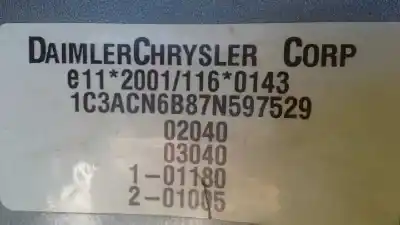 DAIMLERCHRYSLER CORP
e11*2001/116*0143
1C3ACN6B87N597529
02040
03040
1-01180
2-01005